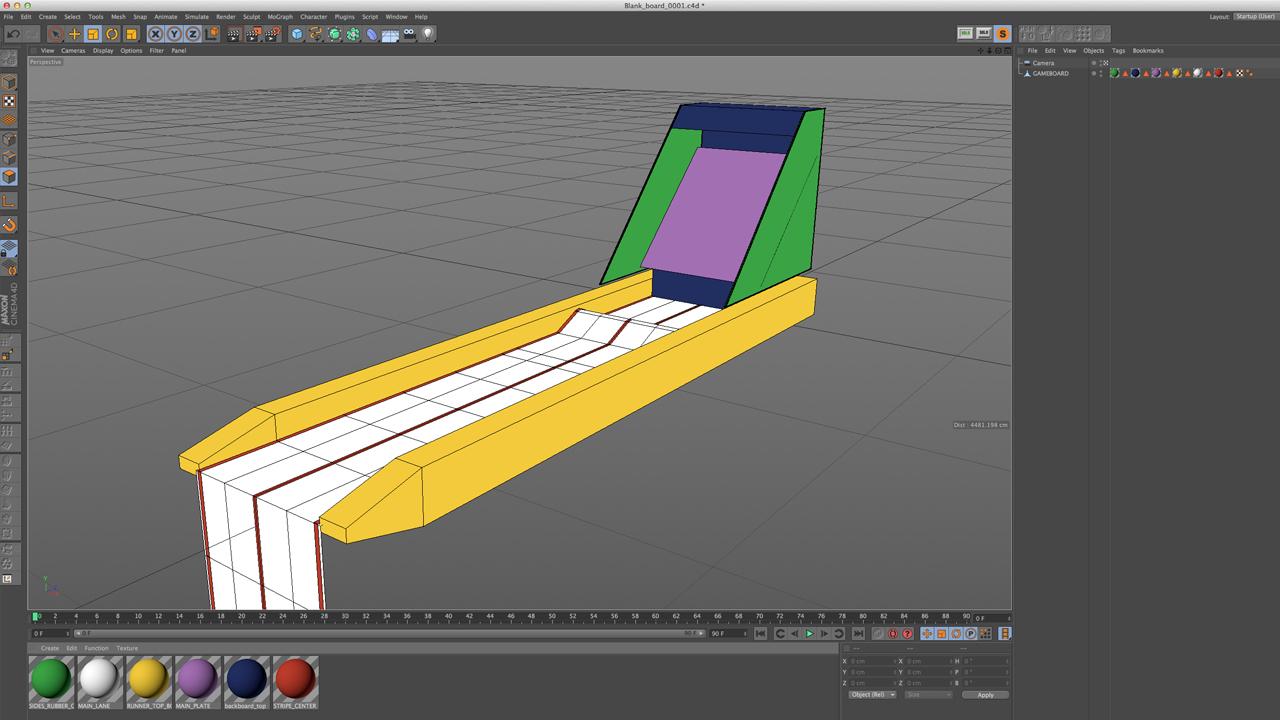 Blank_board_0001.c4d *
File Edit Create Select Tools Mesh Snap Animate Simulate Render Sculpt MoGraph Character Plugins Script Window Help
Layout: Startup (User)
X Y Z S
View Cameras Display Options Filter Panel
File Edit View Objects Tags Bookmarks
Perspective
Camera
GAMEBOARD
Dist : 4481.198 cm
MAXON
CINEMA 4D
Y
0 2 4 6 8 10 12 14 16 18 20 22 24 26 28 30 32 34 36 38 40 42 44 46 48 50 52 54 56 58 60 62 64 66 68 70 72 74 76 78 80 82 84 86 88 90 0 F
0 F 0 F 90 F 90 F
Create Edit Function Texture
-- -- --
X 0 cm X 0 cm H 0 °
Y 0 cm Y 0 cm P 0 °
Z 0 cm Z 0 cm B 0 °
Object (Rel) Size Apply
SIDES_RUBBER_C MAIN_LANE RUNNER_TOP_B MAIN_PLATE backboard_top STRIPE_CENTER